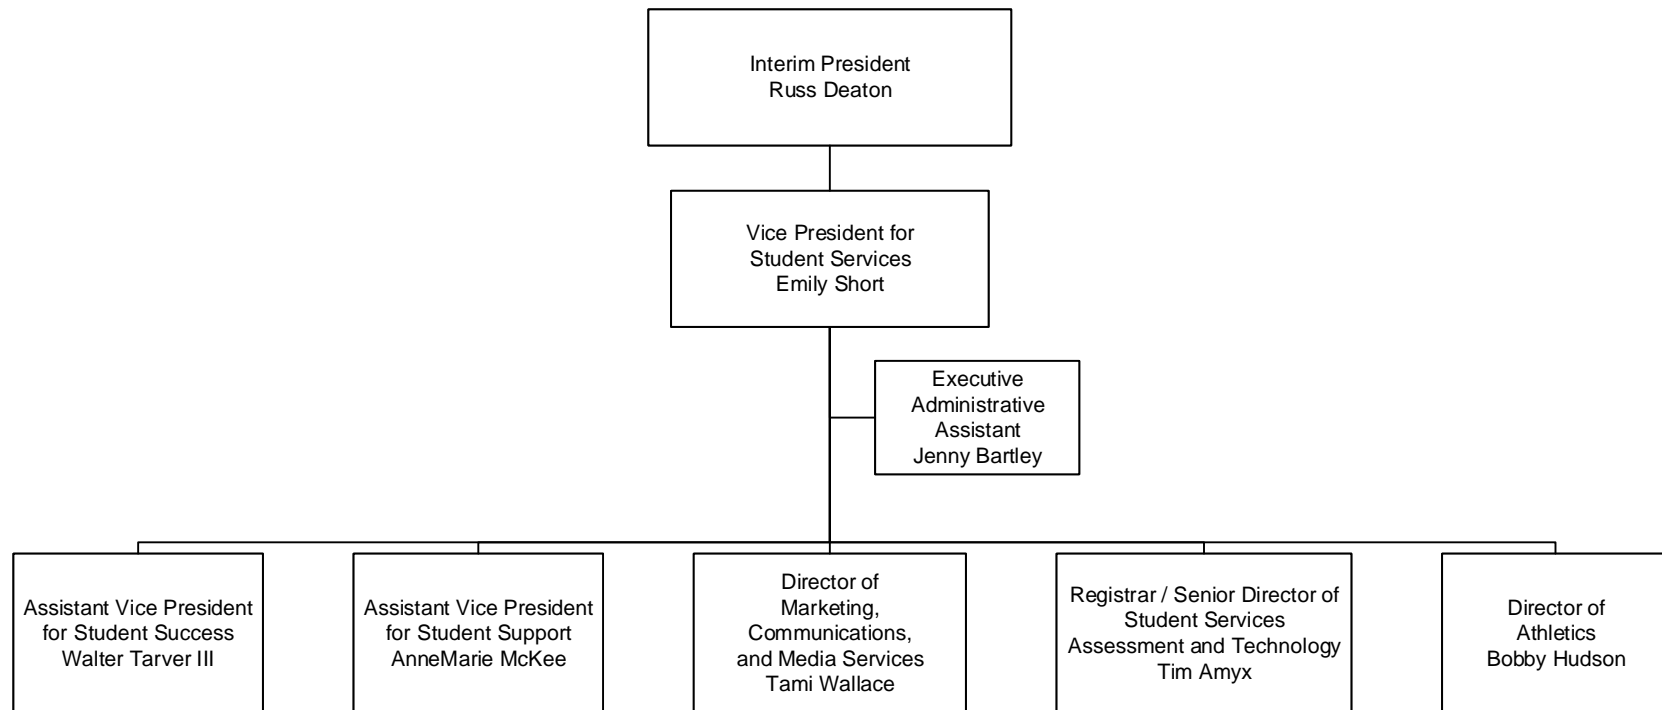 Interim President
Russ Deaton
Vice President for
Student Services
Emily Short
Executive
Administrative
Assistant
Jenny Bartley
Assistant Vice President
for Student Success
Walter Tarver III
Assistant Vice President
for Student Support
AnneMarie McKee
Director of
Marketing,
Communications,
and Media Services
Tami Wallace
Registrar / Senior Director of
Student Services
Assessment and Technology
Tim Amyx
Director of
Athletics
Bobby Hudson